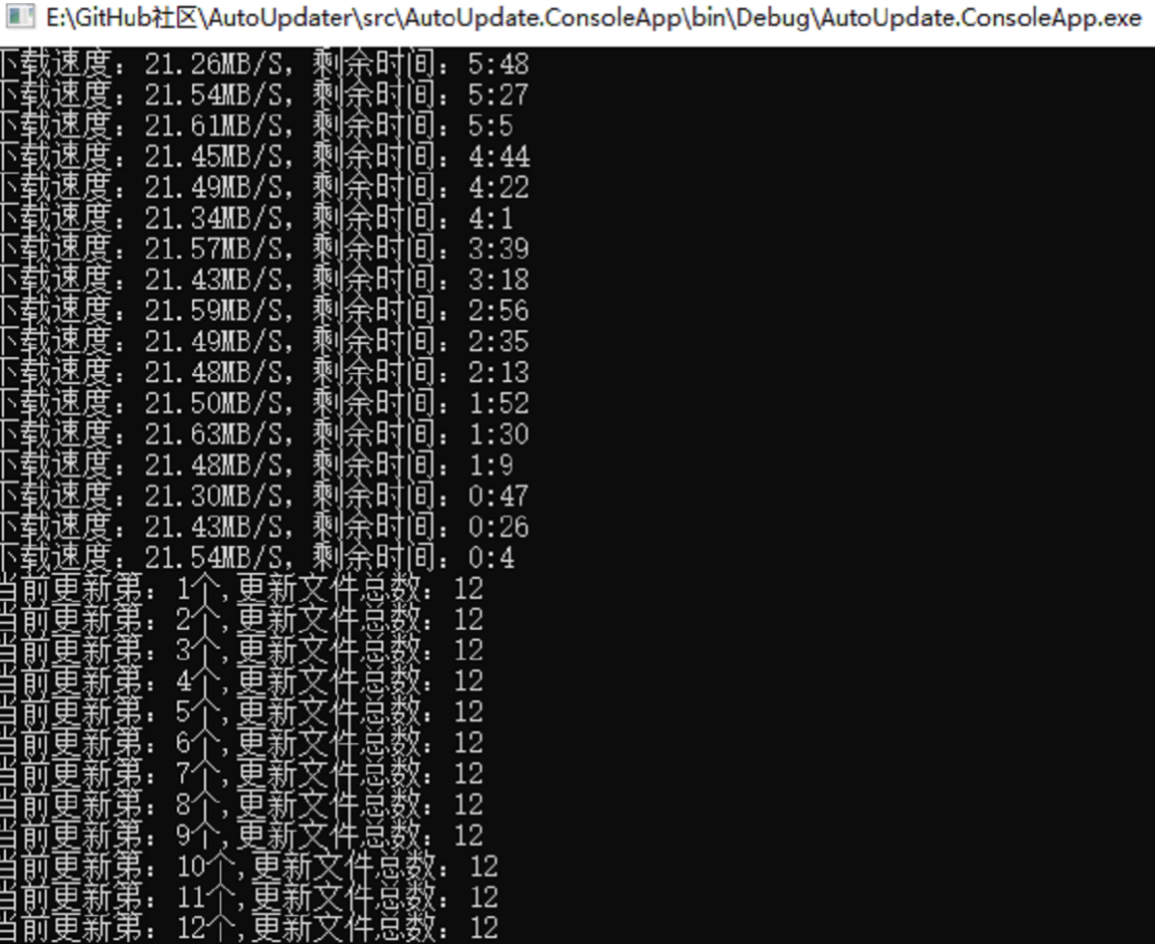 E:\GitHub社区\AutoUpdater\src\AutoUpdate.ConsoleApp\bin\Debug\AutoUpdate.ConsoleApp.exe
下载速度：21.26MB/S，剩余时间：5:48
下载速度：21.54MB/S，剩余时间：5:27
下载速度：21.61MB/S，剩余时间：5:5
下载速度：21.45MB/S，剩余时间：4:44
下载速度：21.49MB/S，剩余时间：4:22
下载速度：21.34MB/S，剩余时间：4:1
下载速度：21.57MB/S，剩余时间：3:39
下载速度：21.43MB/S，剩余时间：3:18
下载速度：21.59MB/S，剩余时间：2:56
下载速度：21.49MB/S，剩余时间：2:35
下载速度：21.48MB/S，剩余时间：2:13
下载速度：21.50MB/S，剩余时间：1:52
下载速度：21.63MB/S，剩余时间：1:30
下载速度：21.48MB/S，剩余时间：1:9
下载速度：21.30MB/S，剩余时间：0:47
下载速度：21.43MB/S，剩余时间：0:26
下载速度：21.54MB/S，剩余时间：0:4
当前更新第：1个,更新文件总数：12
当前更新第：2个,更新文件总数：12
当前更新第：3个,更新文件总数：12
当前更新第：4个,更新文件总数：12
当前更新第：5个,更新文件总数：12
当前更新第：6个,更新文件总数：12
当前更新第：7个,更新文件总数：12
当前更新第：8个,更新文件总数：12
当前更新第：9个,更新文件总数：12
当前更新第：10个,更新文件总数：12
当前更新第：11个,更新文件总数：12
当前更新第：12个,更新文件总数：12